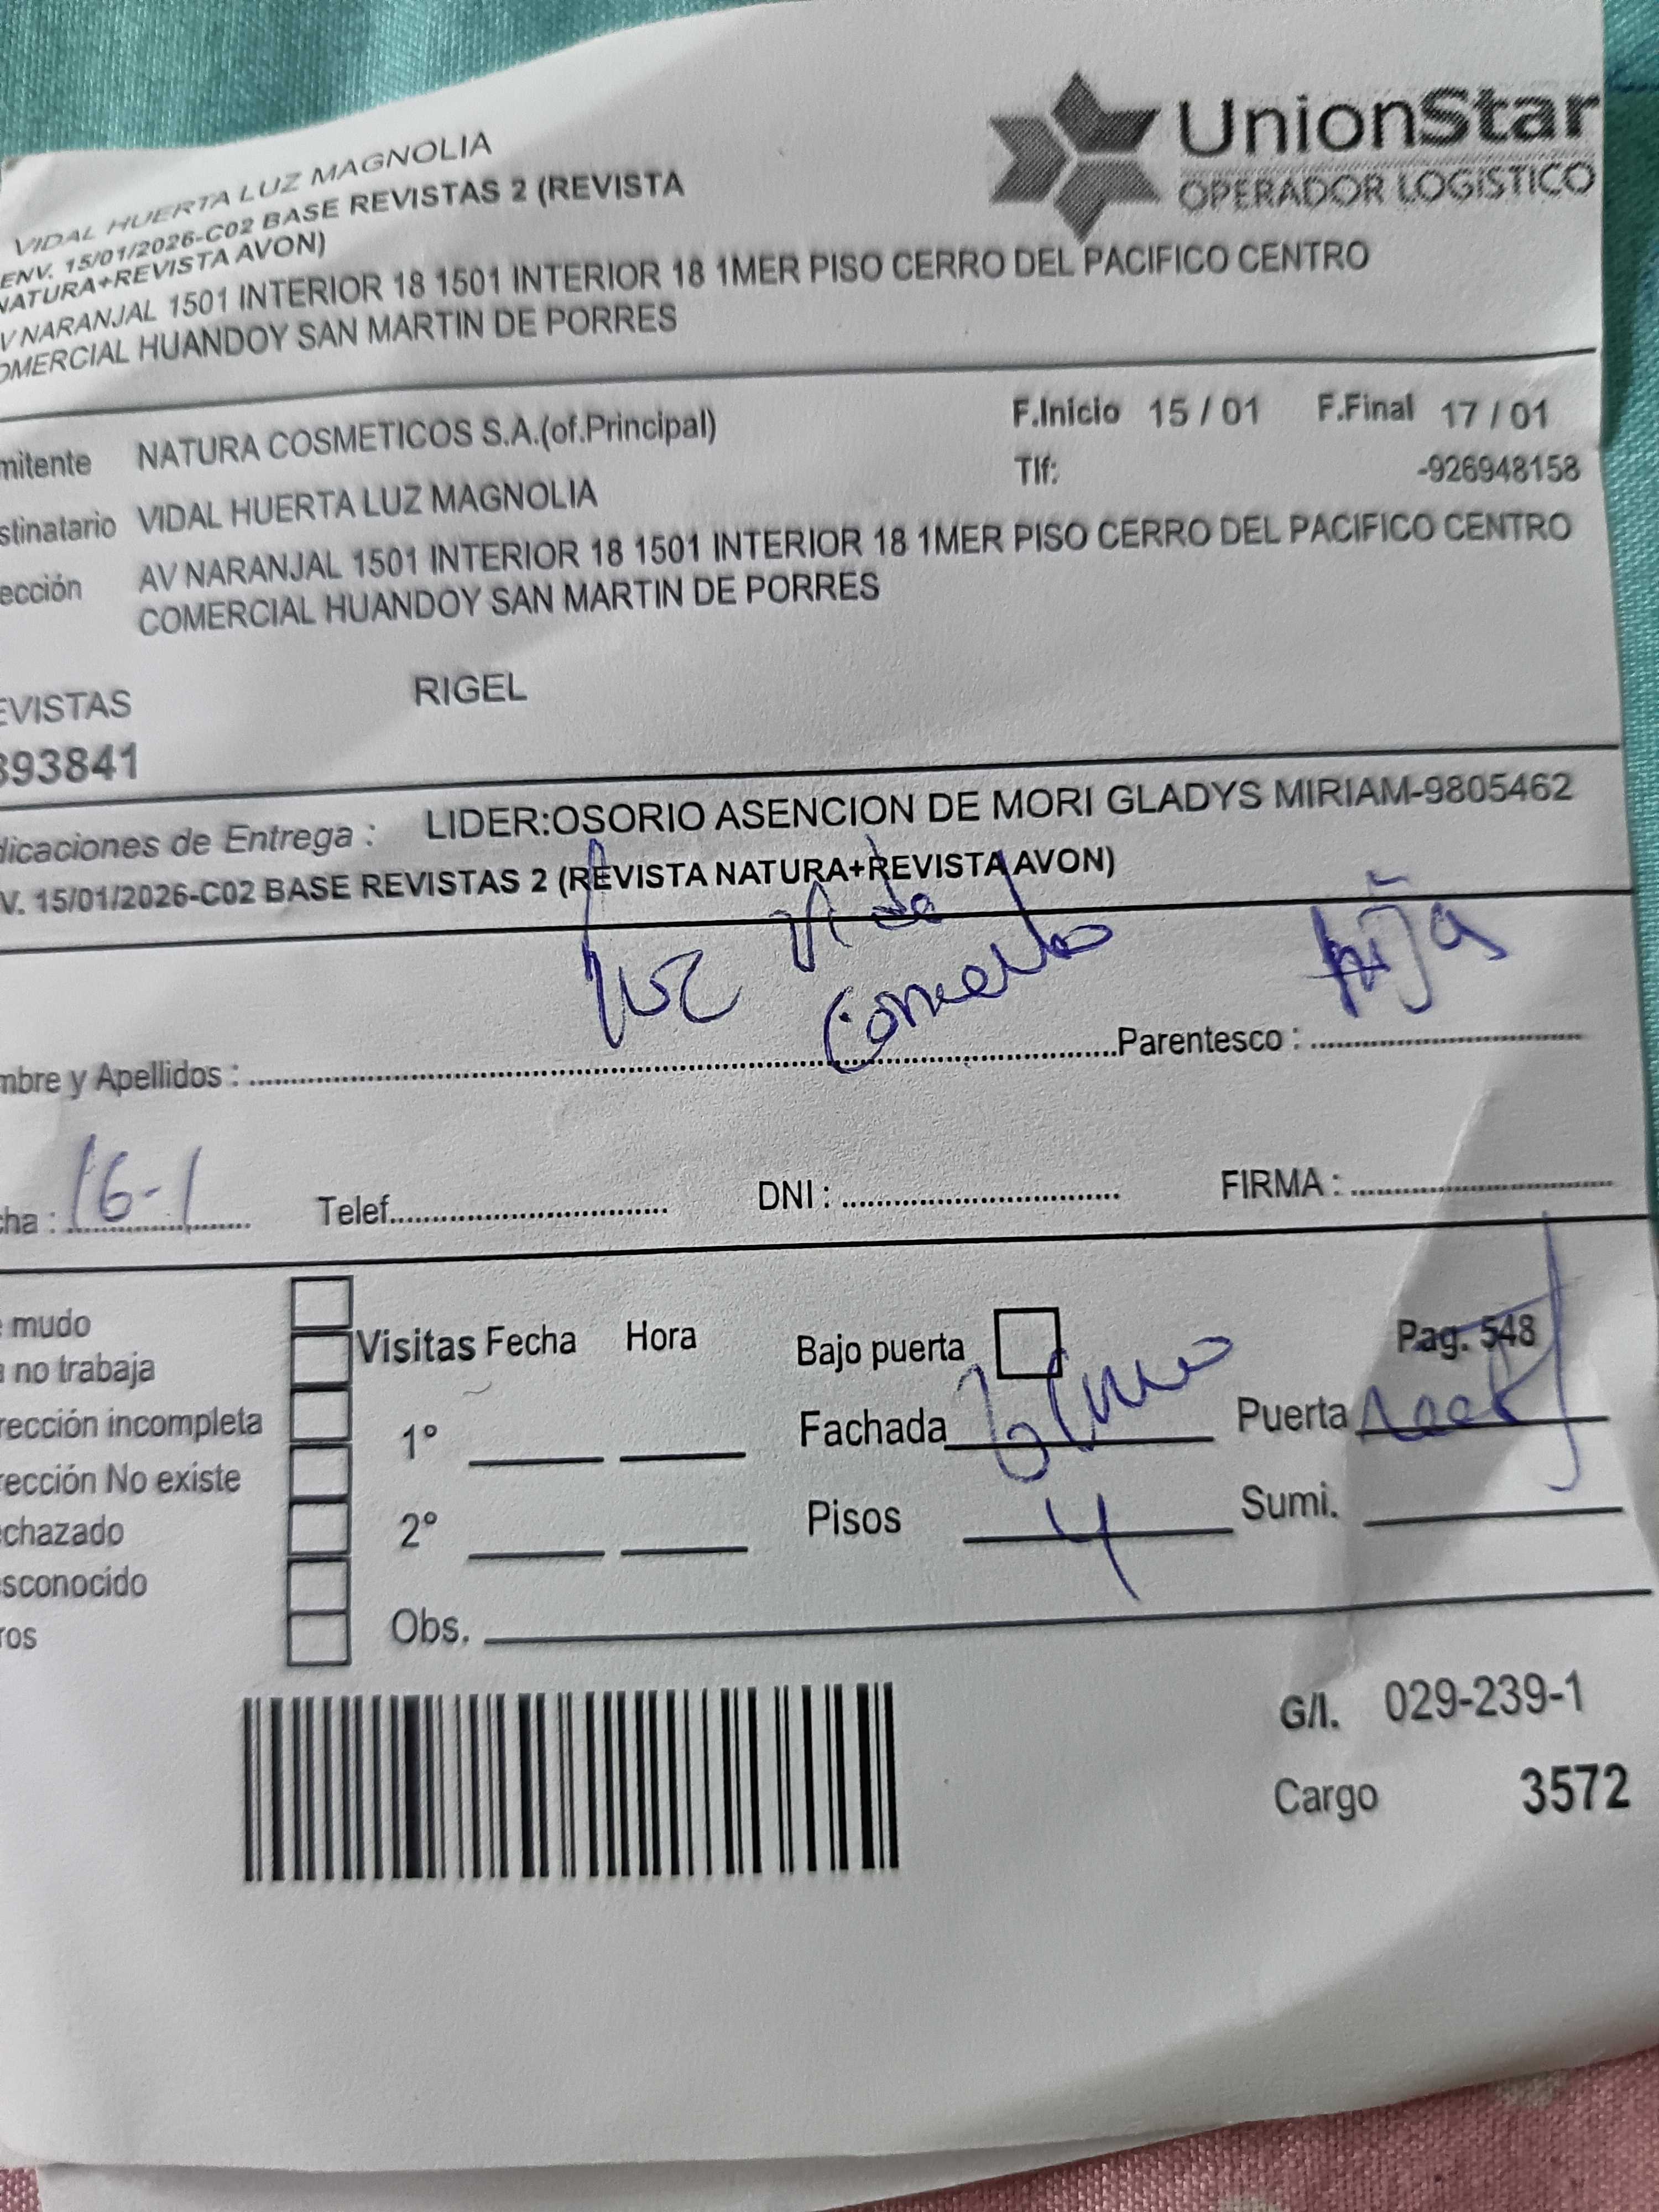 UnionStar
OPERADOR LOGíSTICO
VIDAL HUERTA LUZ MAGNOLIA
ENV. 15/01/2026-C02 BASE REVISTAS 2 (REVISTA
NATURA+REVISTA AVON)
V NARANJAL 1501 INTERIOR 18 1501 INTERIOR 18 1MER PISO CERRO DEL PACIFICO CENTRO
OMERCIAL HUANDOY SAN MARTIN DE PORRES
mitente NATURA COSMETICOS S.A.(of.Principal) F.Inicio 15 / 01 F.Final 17 / 01
stinatario VIDAL HUERTA LUZ MAGNOLIA Tlf: -926948158
ección AV NARANJAL 1501 INTERIOR 18 1501 INTERIOR 18 1MER PISO CERRO DEL PACIFICO CENTRO
COMERCIAL HUANDOY SAN MARTIN DE PORRES
EVISTAS RIGEL
393841
dicaciones de Entrega : LIDER:OSORIO ASENCION DE MORI GLADYS MIRIAM-9805462
V. 15/01/2026-C02 BASE REVISTAS 2 (REVISTA NATURA+REVISTA AVON)
Luz hija
mbre y Apellidos : Parentesco :
cha : 16-1 Telef. DNI : FIRMA :
mudo
no trabaja Visitas Fecha Hora Bajo puerta Pag. 548
rección incompleta 1° Fachada Puerta
rección No existe
echazado 2° Pisos 4 Sumi.
esconocido
ros Obs.
G/I. 029-239-1
Cargo 3572